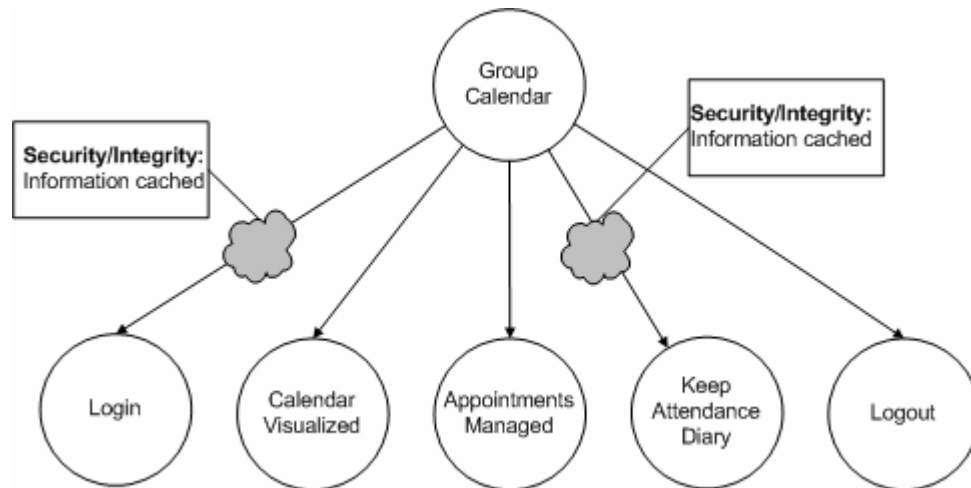 Group
Calendar
Security/Integrity:
Information cached
Security/Integrity:
Information cached
Login
Calendar
Visualized
Appointments
Managed
Keep
Attendance
Diary
Logout